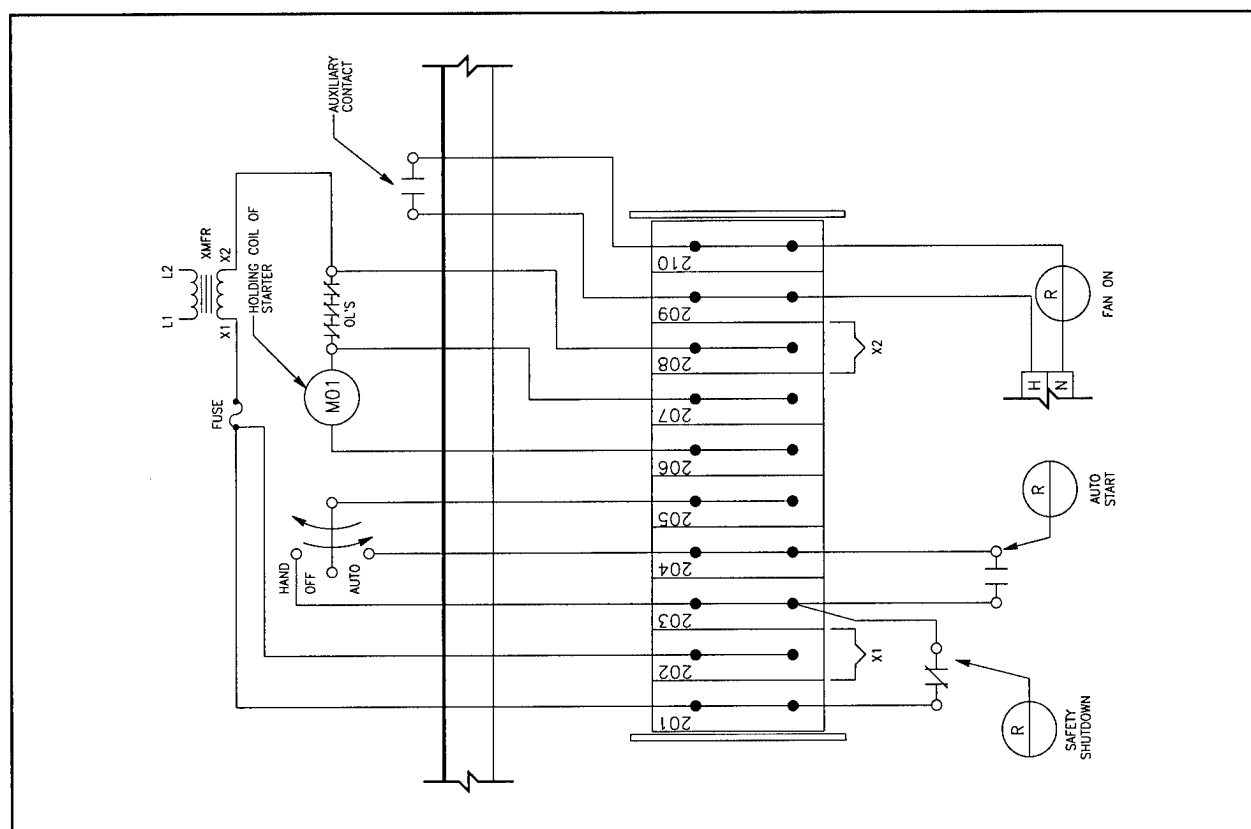 L1
L2
XMFR
X1
X2
HOLDING COIL OF
STARTER
AUXILIARY
CONTACT
FUSE
M01
OL'S
HAND
OFF
AUTO
201
202
203
204
205
206
207
208
209
210
X1
X2
R
SAFETY
SHUTDOWN
R
AUTO
START
H
N
R
FAN ON